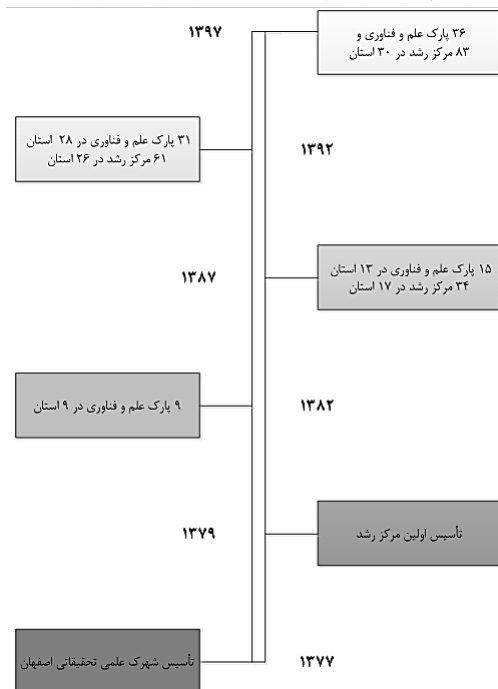 ۱۳۹۷
۳۶ پارک علم و فناوری و
۸۳ مرکز رشد در ۳۰ استان
۳۱ پارک علم و فناوری در ۲۸ استان
۶۱ مرکز رشد در ۲۶ استان
۱۳۹۲
۱۳۸۷
۱۵ پارک علم و فناوری در ۱۳ استان
۳۴ مرکز رشد در ۱۷ استان
۹ پارک علم و فناوری در ۹ استان
۱۳۸۲
۱۳۷۹
تأسیس اولین مرکز رشد
تأسیس شهرک علمی تحقیقاتی اصفهان
۱۳۷۷